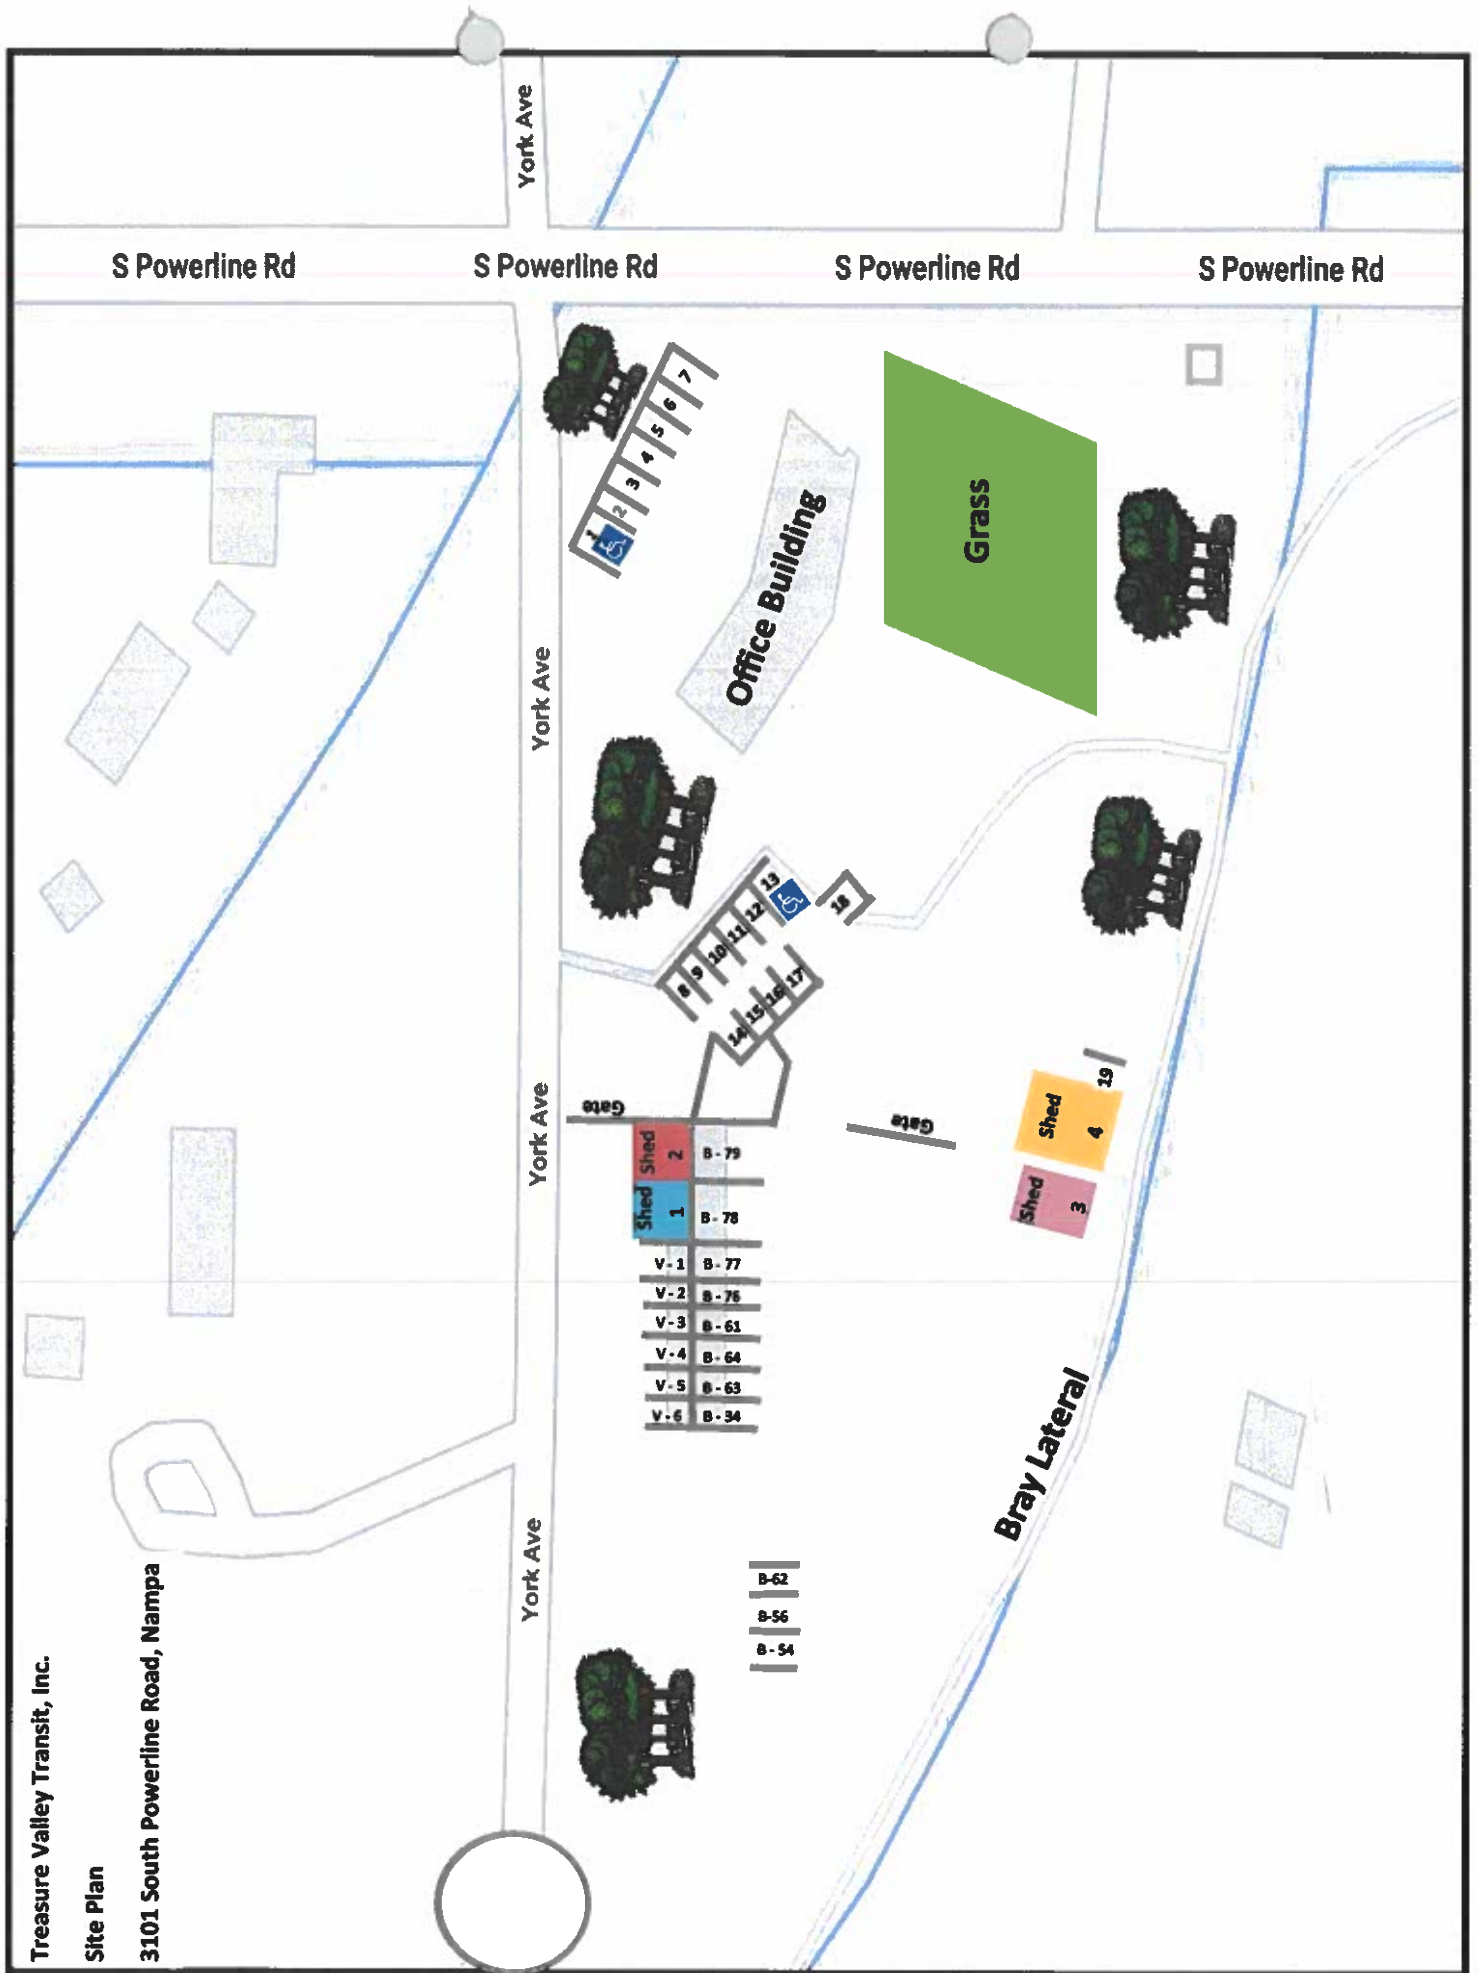 Treasure Valley Transit, Inc.
Site Plan
3101 South Powerline Road, Nampa
York Ave
S Powerline Rd
S Powerline Rd
S Powerline Rd
S Powerline Rd
1
2
3
4
5
6
7
Office Building
Grass
York Ave
8
9
10
11
12
13
14
15
16
17
18
Gate
Gate
York Ave
Shed
2
Shed
1
Shed
4
Shed
3
19
B - 79
B - 78
V - 1
B - 77
V - 2
B - 76
V - 3
B - 61
V - 4
B - 64
V - 5
B - 63
V - 6
B - 34
Bray Lateral
York Ave
B-62
B-56
B - 54